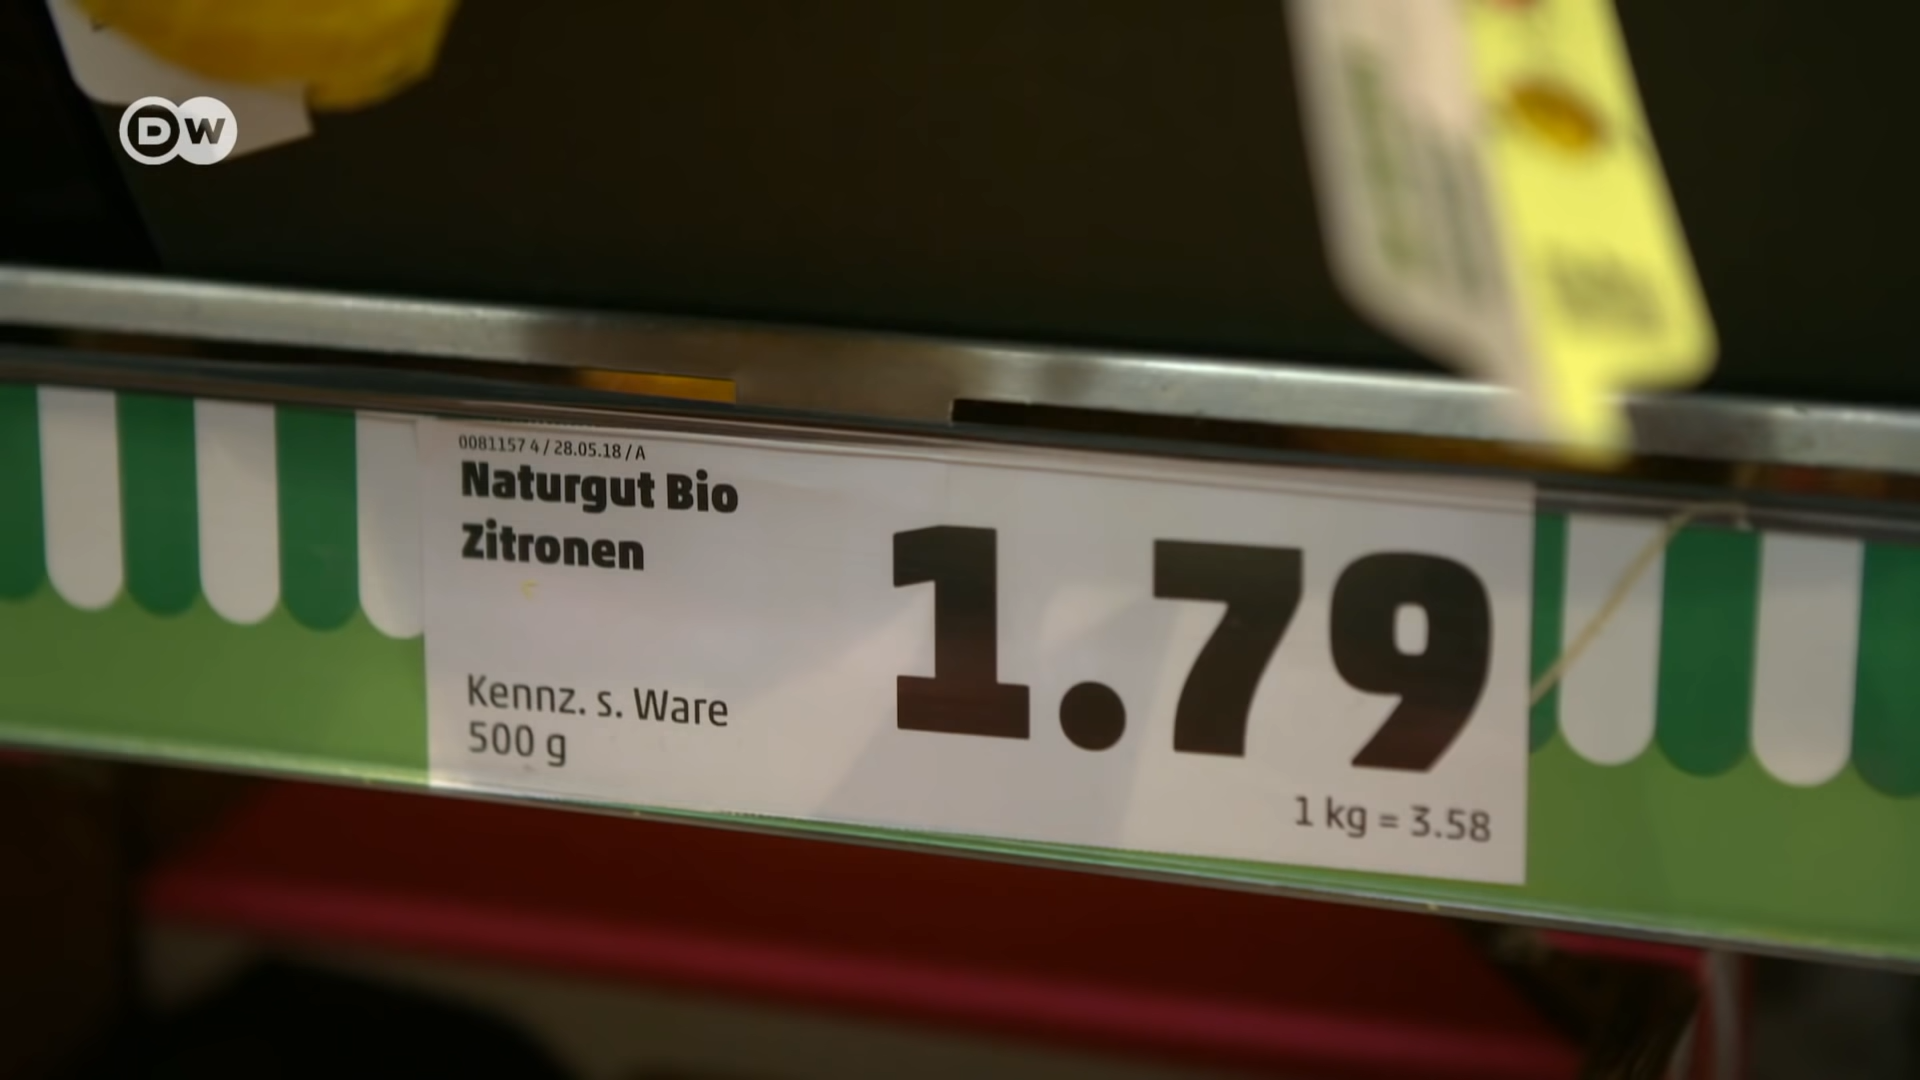 DW
0081157 4 / 28.05.18 / A
Naturgut Bio
Zitronen
1.79
Kennz. s. Ware
500 g
1 kg = 3.58